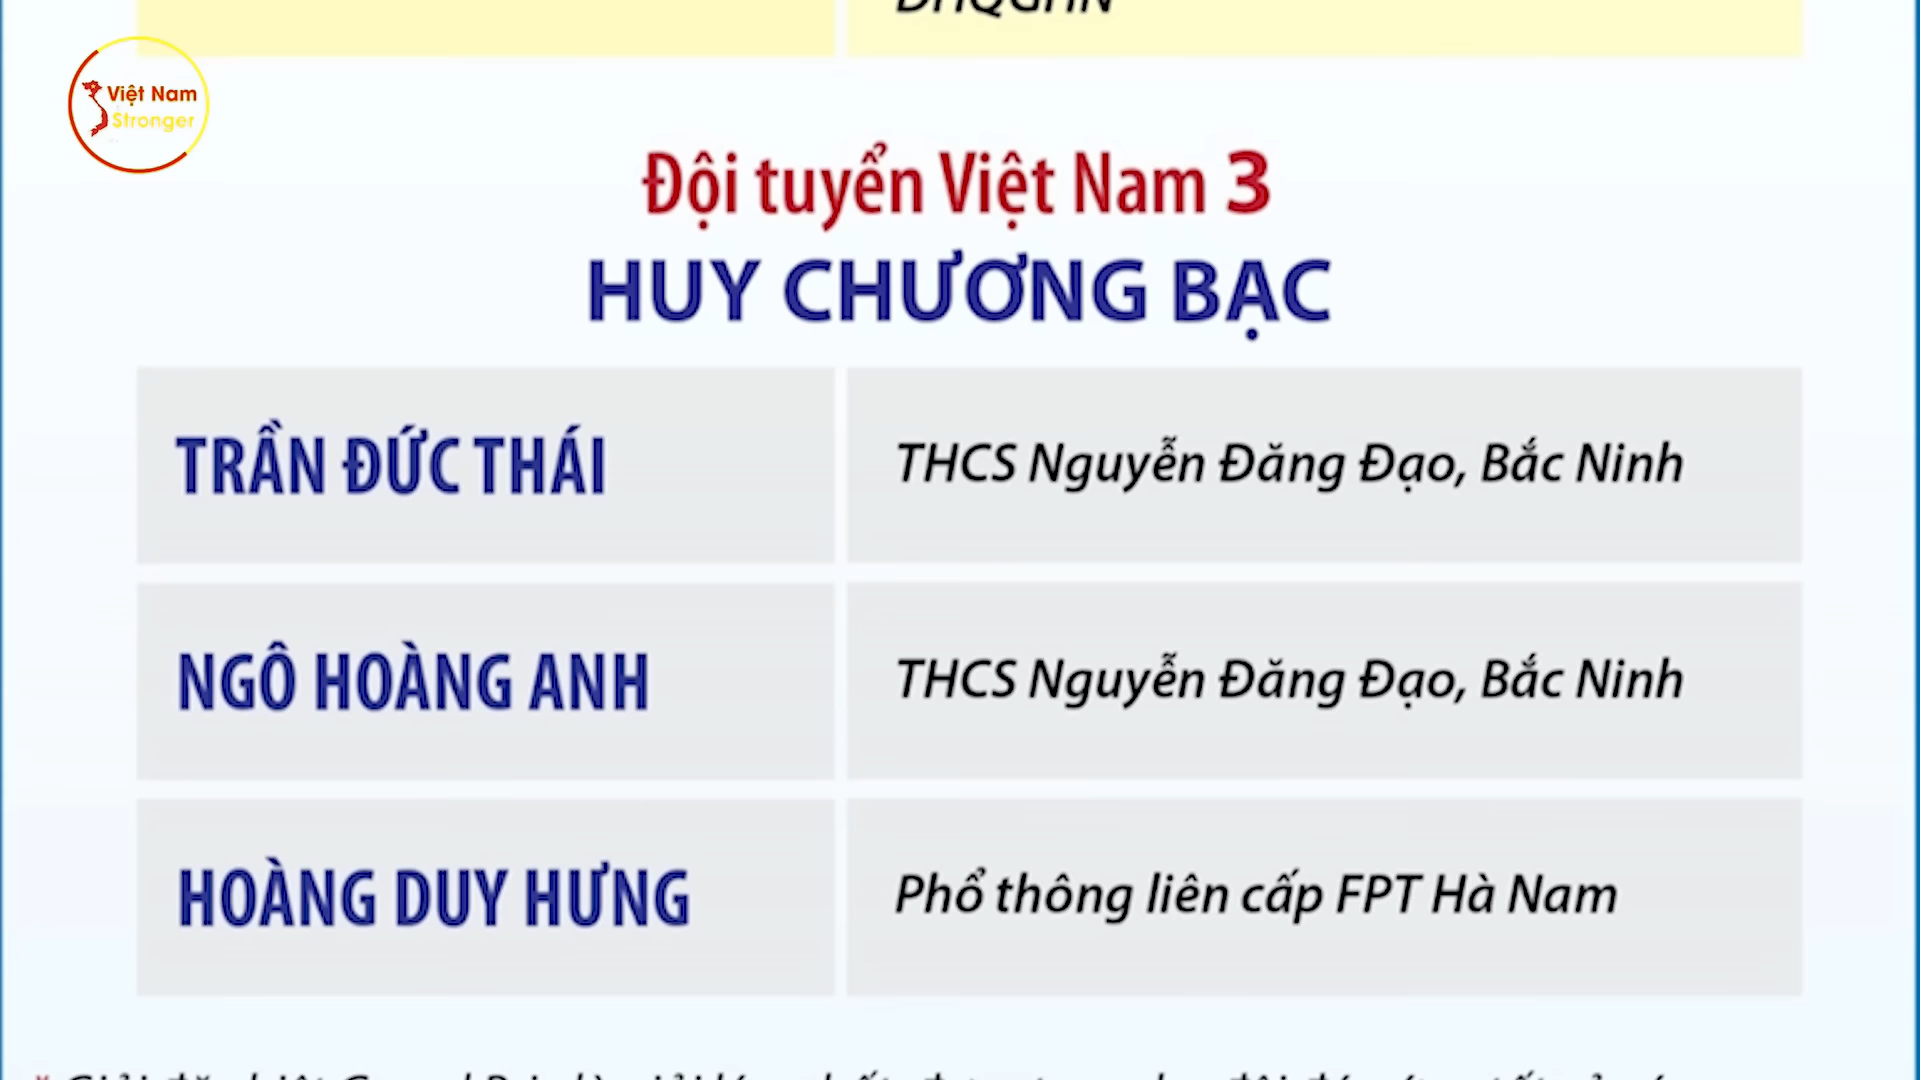 ĐHQGHN
Việt Nam
Stronger
Đội tuyển Việt Nam 3
HUY CHƯƠNG BẠC
TRẦN ĐỨC THÁI
THCS Nguyễn Đăng Đạo, Bắc Ninh
NGÔ HOÀNG ANH
THCS Nguyễn Đăng Đạo, Bắc Ninh
HOÀNG DUY HƯNG
Phổ thông liên cấp FPT Hà Nam